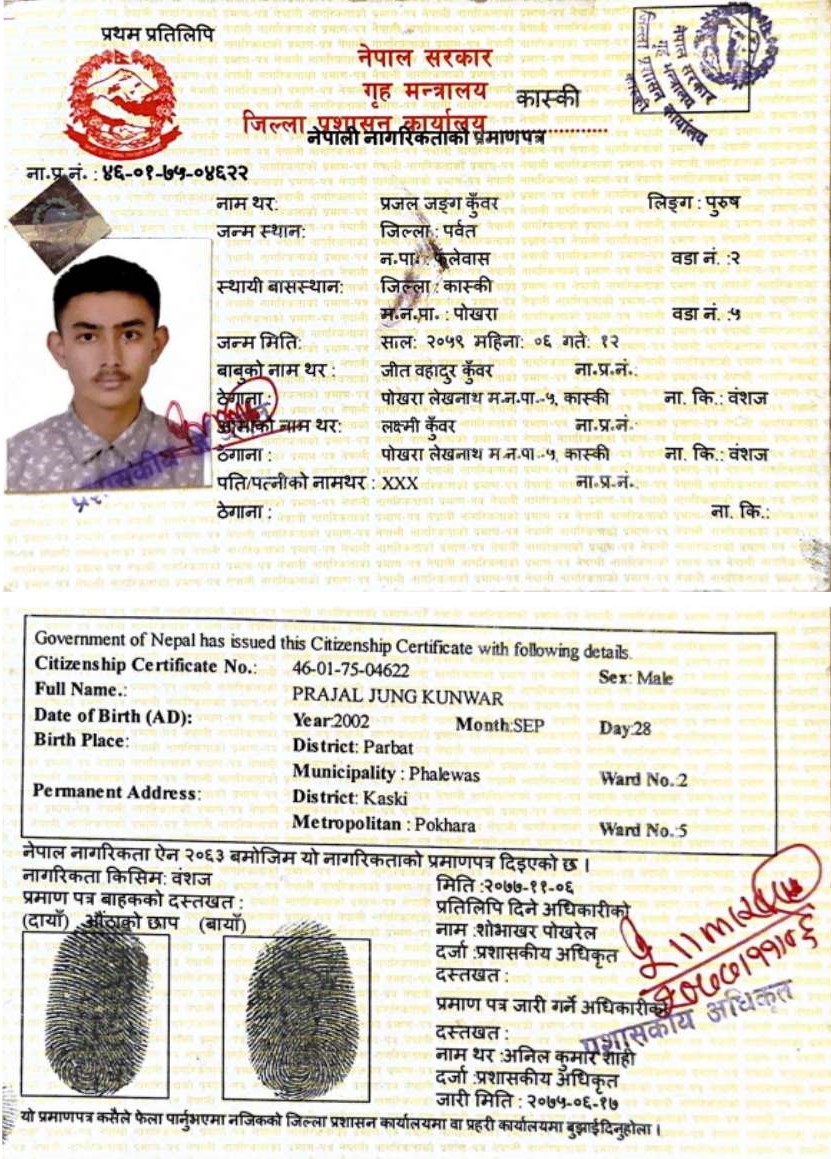 प्रथम प्रतिलिपि
नेपाल सरकार
गृह मन्त्रालय
जिल्ला प्रशासन कार्यालय कास्की
नेपाली नागरिकताको प्रमाणपत्र
नेपाल सरकार
गृह मन्त्रालय
जिल्ला प्रशासन कार्यालय
कास्की
ना.प्र.नं. : ४६-०१-७५-०४६२२
नाम थर: प्रजल जङ्ग कुँवर लिङ्ग : पुरुष
जन्म स्थान: जिल्ला : पर्वत
न.पा. : फलेवास वडा नं. :२
स्थायी बासस्थान: जिल्ला : कास्की
म.न.पा. : पोखरा वडा नं. :५
जन्म मिति: साल: २०५९ महिना: ०६ गते: १२
बाबुको नाम थर : जीत वहादुर कुँवर ना.प्र.नं.:
ठेगाना : पोखरा लेखनाथ म.न.पा.-५, कास्की ना. कि.: वंशज
आमाको नाम थर: लक्ष्मी कुँवर ना.प्र.नं.:
ठेगाना : पोखरा लेखनाथ म.न.पा.-५, कास्की ना. कि.: वंशज
पति/पत्नीको नामथर : XXX ना.प्र.नं.:
ठेगाना : ना. कि.:
Government of Nepal has issued this Citizenship Certificate with following details.
Citizenship Certificate No.: 46-01-75-04622 Sex: Male
Full Name.: PRAJAL JUNG KUNWAR
Date of Birth (AD): Year:2002 Month:SEP Day:28
Birth Place: District: Parbat
Municipality : Phalewas Ward No.:2
Permanent Address: District: Kaski
Metropolitan : Pokhara Ward No.:5
नेपाल नागरिकता ऐन २०६३ बमोजिम यो नागरिकताको प्रमाणपत्र दिइएको छ ।
नागरिकता किसिम: वंशज
प्रमाण पत्र बाहकको दस्तखत :
(दायाँ) औंठाको छाप (बायाँ)
मिति :२०७७-११-०६
प्रतिलिपि दिने अधिकारीको
नाम :शोभाखर पोखरेल
दर्जा :प्रशासकीय अधिकृत
दस्तखत :
२०७७।११।०६
प्रशासकीय अधिकृत
प्रमाण पत्र जारी गर्ने अधिकारीको
दस्तखत :
नाम थर :अनिल कुमार शाही
दर्जा :प्रशासकीय अधिकृत
जारी मिति : २०७५-०६-१७
यो प्रमाणपत्र कसैले फेला पार्नुभएमा नजिकको जिल्ला प्रशासन कार्यालयमा वा प्रहरी कार्यालयमा बुझाईदिनुहोला ।